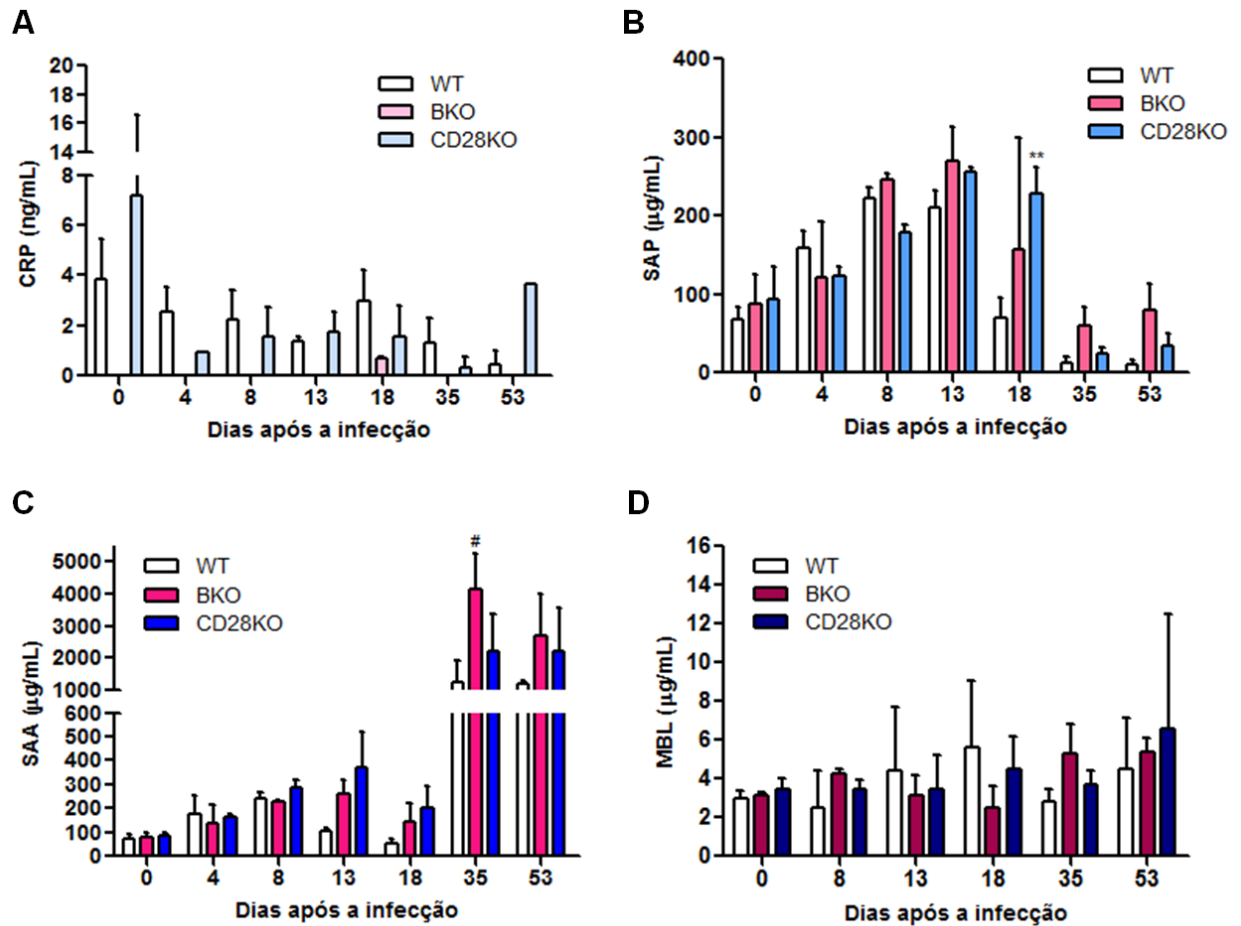 A
CRP (ng/mL)
20
18
16
14
8
6
4
2
0
WT
BKO
CD28KO
0 4 8 13 18 35 53
Dias após a infecção
B
SAP (µg/mL)
400
300
200
100
0
WT
BKO
CD28KO
**
0 4 8 13 18 35 53
Dias após a infecção
C
SAA (µg/mL)
5000
4000
3000
2000
1000
600
500
400
300
200
100
0
WT
BKO
CD28KO
#
0 4 8 13 18 35 53
Dias após a infecção
D
MBL (µg/mL)
16
14
12
10
8
6
4
2
0
WT
BKO
CD28KO
0 8 13 18 35 53
Dias após a infecção